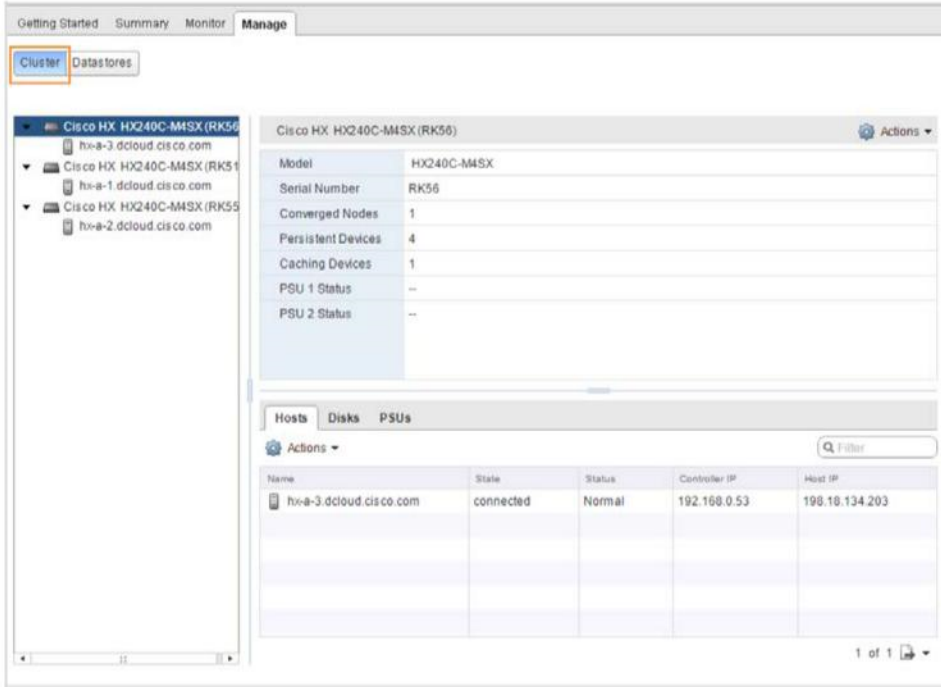 Getting Started Summary Monitor Manage
Cluster Datastores
Cisco HX HX240C-M4SX (RK56
hx-a-3.dcloud.cisco.com
Cisco HX HX240C-M4SX (RK51
hx-a-1.dcloud.cisco.com
Cisco HX HX240C-M4SX (RK55
hx-a-2.dcloud.cisco.com
Cisco HX HX240C-M4SX (RK56) Actions
Model HX240C-M4SX
Serial Number RK56
Converged Nodes 1
Persistent Devices 4
Caching Devices 1
PSU 1 Status --
PSU 2 Status --
Hosts Disks PSUs
Actions Filter
Name State Status Controller IP Host IP
hx-a-3.dcloud.cisco.com connected Normal 192.168.0.53 198.18.134.203
1 of 1